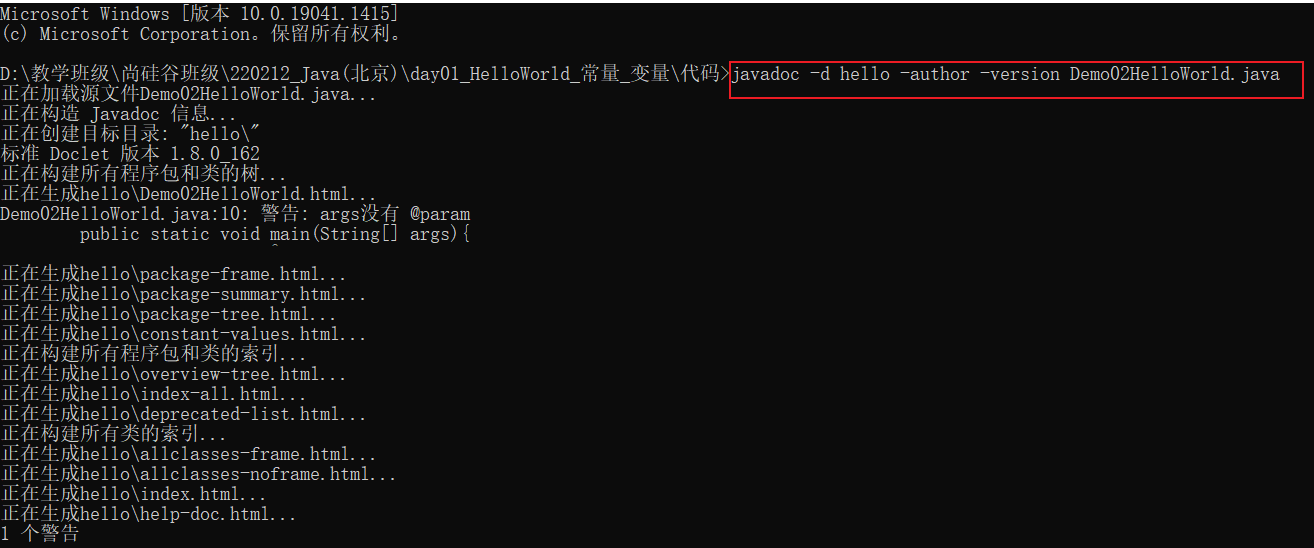 Microsoft Windows [版本 10.0.19041.1415]
(c) Microsoft Corporation。保留所有权利。
D:\教学班级\尚硅谷班级\220212_Java(北京)\day01_HelloWorld_常量_变量\代码>javadoc -d hello -author -version Demo02HelloWorld.java
正在加载源文件Demo02HelloWorld.java...
正在构造 Javadoc 信息...
正在创建目标目录: "hello\"
标准 Doclet 版本 1.8.0_162
正在构建所有程序包和类的树...
正在生成hello\Demo02HelloWorld.html...
Demo02HelloWorld.java:10: 警告: args没有 @param
        public static void main(String[] args){
                           ^
正在生成hello\package-frame.html...
正在生成hello\package-summary.html...
正在生成hello\package-tree.html...
正在生成hello\constant-values.html...
正在构建所有程序包和类的索引...
正在生成hello\overview-tree.html...
正在生成hello\index-all.html...
正在生成hello\deprecated-list.html...
正在构建所有类的索引...
正在生成hello\allclasses-frame.html...
正在生成hello\allclasses-noframe.html...
正在生成hello\index.html...
正在生成hello\help-doc.html...
1 个警告